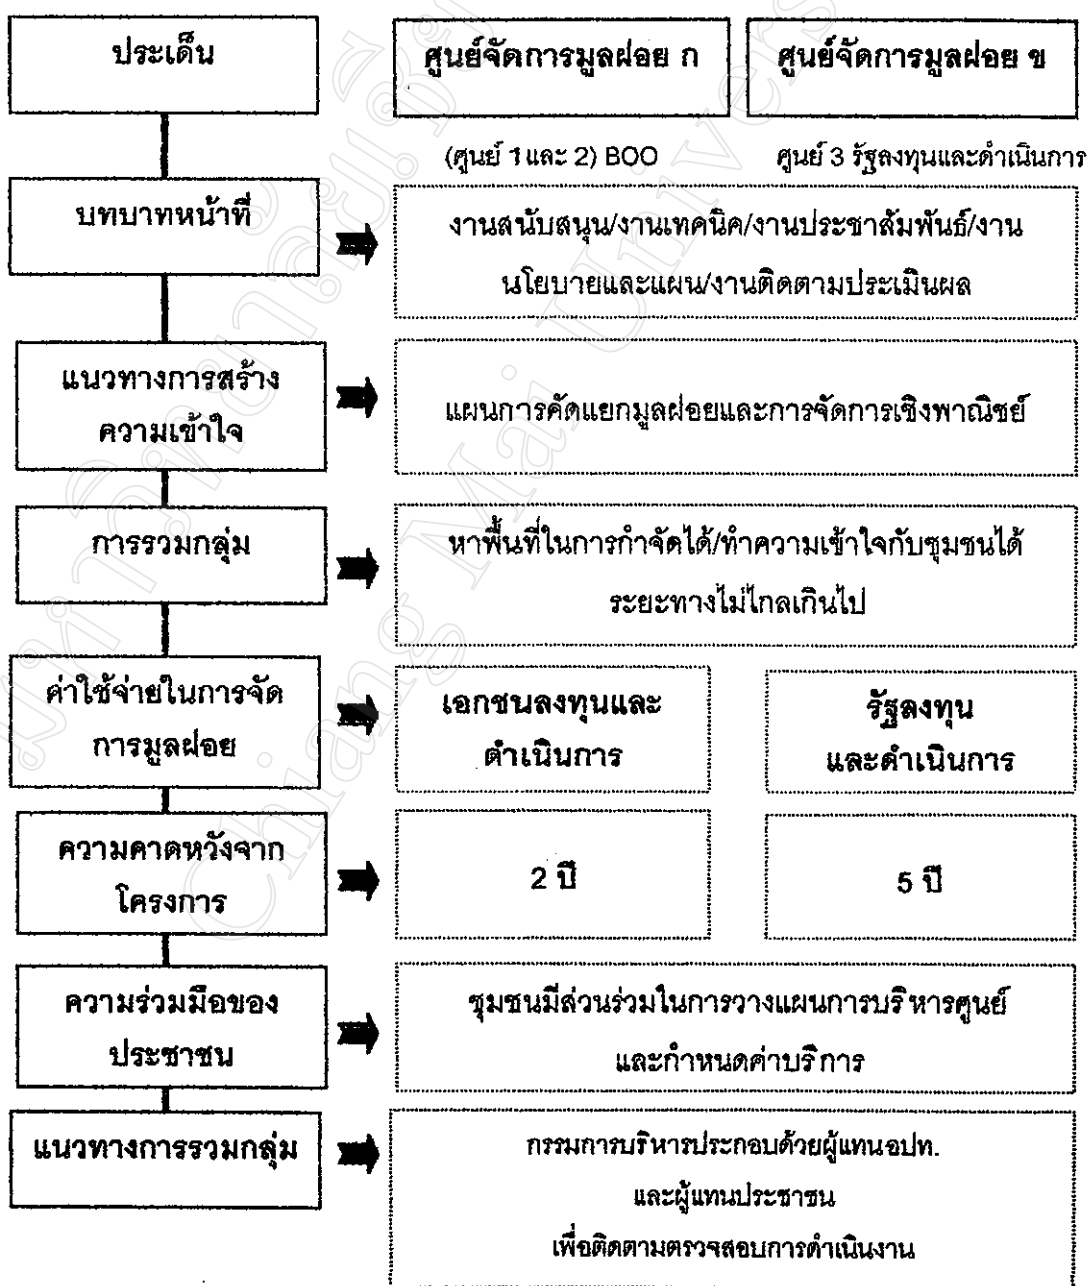 ประเด็น
ศูนย์จัดการมูลฝอย ก
ศูนย์จัดการมูลฝอย ข
(ศูนย์ 1 และ 2) BOO
ศูนย์ 3 รัฐลงทุนและดำเนินการ
บทบาทหน้าที่
งานสนับสนุน/งานเทคนิค/งานประชาสัมพันธ์/งาน
นโยบายและแผน/งานติดตามประเมินผล
แนวทางการสร้าง
ความเข้าใจ
แผนการคัดแยกมูลฝอยและการจัดการเชิงพาณิชย์
การรวมกลุ่ม
หาพื้นที่ในการกำจัดได้/ทำความเข้าใจกับชุมชนได้
ระยะทางไม่ไกลเกินไป
ค่าใช้จ่ายในการจัด
การมูลฝอย
เอกชนลงทุนและ
ดำเนินการ
รัฐลงทุน
และดำเนินการ
ความคาดหวังจาก
โครงการ
2 ปี
5 ปี
ความร่วมมือของ
ประชาชน
ชุมชนมีส่วนร่วมในการวางแผนการบริหารศูนย์
และกำหนดค่าบริการ
แนวทางการรวมกลุ่ม
กรรมการบริหารประกอบด้วยผู้แทนอปท.
และผู้แทนประชาชน
เพื่อติดตามตรวจสอบการดำเนินงาน
Chiang Mai Univers